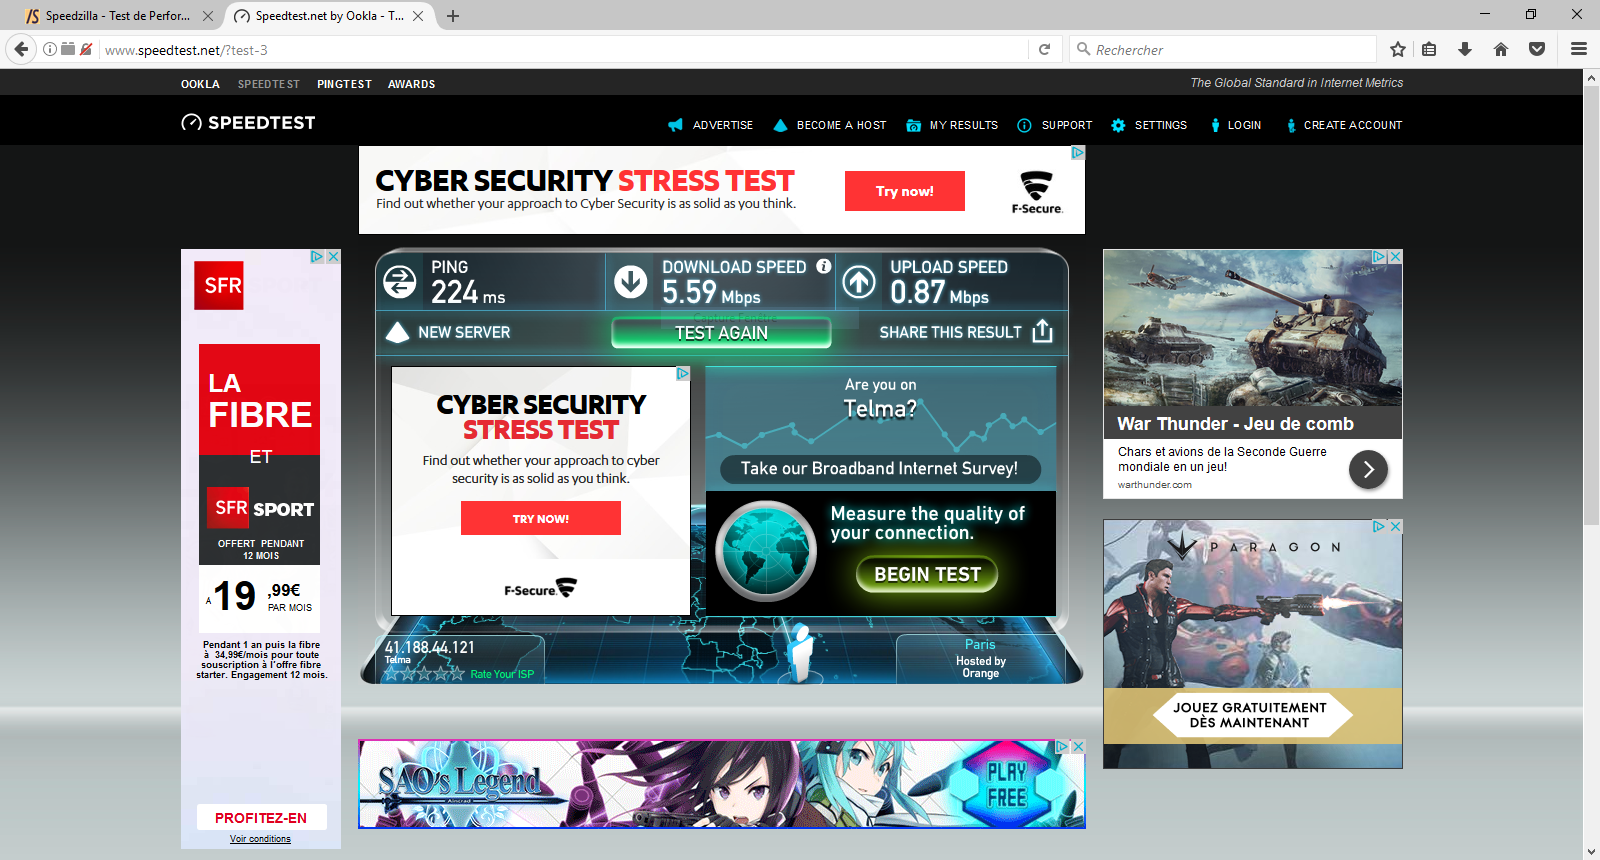 Speedzilla - Test de Perfor...
Speedtest.net by Ookla - T...
www.speedtest.net/?test-3
Rechercher
OOKLA SPEEDTEST PINGTEST AWARDS
The Global Standard in Internet Metrics
SPEEDTEST
ADVERTISE BECOME A HOST MY RESULTS SUPPORT SETTINGS LOGIN CREATE ACCOUNT
CYBER SECURITY STRESS TEST
Find out whether your approach to Cyber Security is as solid as you think.
Try now!
F-Secure.
SFR
LA
FIBRE
ET
SFR SPORT
OFFERT PENDANT
12 MOIS
À 19 ,99€
PAR MOIS
Pendant 1 an puis la fibre
à 34,99€/mois pour toute
souscription à l'offre fibre
starter. Engagement 12 mois.
PROFITEZ-EN
Voir conditions
PING
224 ms
DOWNLOAD SPEED
5.59 Mbps
UPLOAD SPEED
0.87 Mbps
NEW SERVER
TEST AGAIN
SHARE THIS RESULT
CYBER SECURITY
STRESS TEST
Find out whether your approach to cyber
security is as solid as you think.
TRY NOW!
F-Secure.
Are you on
Telma?
Take our Broadband Internet Survey!
Measure the quality of
your connection.
BEGIN TEST
41.188.44.121
Telma
Rate Your ISP
Paris
Hosted by
Orange
War Thunder - Jeu de comb
Chars et avions de la Seconde Guerre
mondiale en un jeu!
warthunder.com
PARAGON
JOUEZ GRATUITEMENT
DÈS MAINTENANT
SAO's Legend
Aincrad
PLAY
FREE